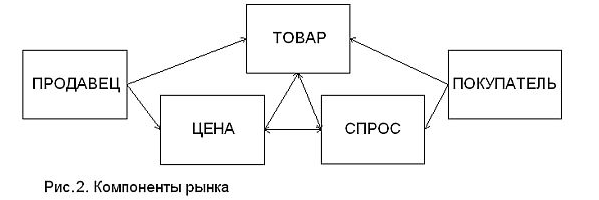 ТОВАР
ПРОДАВЕЦ
ПОКУПАТЕЛЬ
ЦЕНА
СПРОС
Рис.2. Компоненты рынка